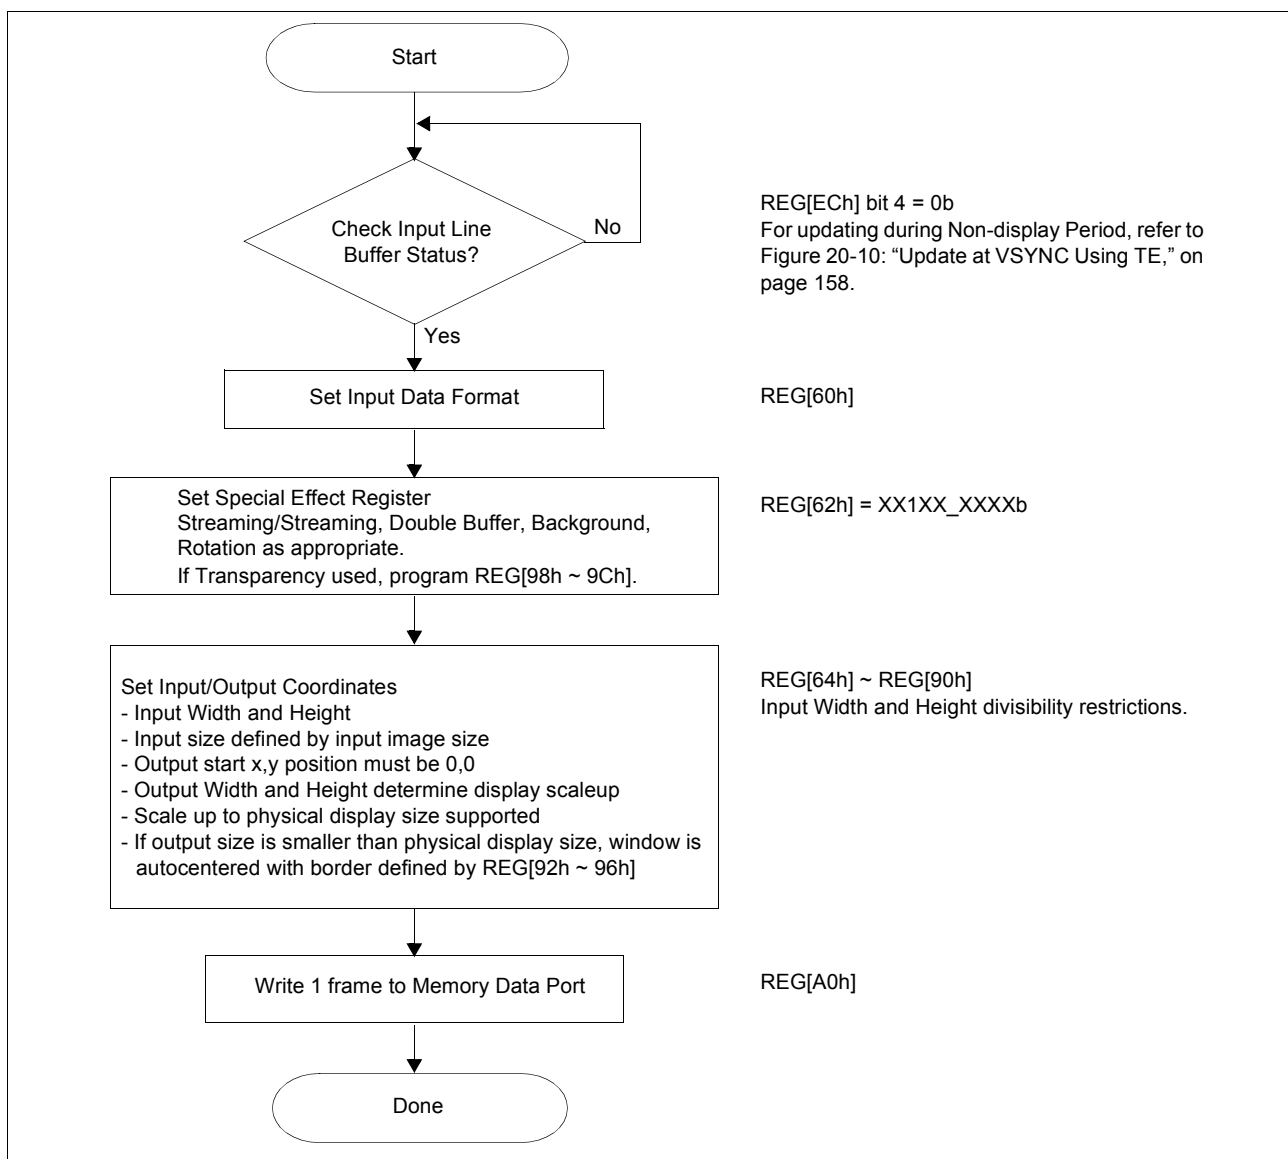 Start
Check Input Line
Buffer Status?
No
REG[ECh] bit 4 = 0b
For updating during Non-display Period, refer to
Figure 20-10: “Update at VSYNC Using TE,” on
page 158.
Yes
Set Input Data Format
REG[60h]
Set Special Effect Register
Streaming/Streaming, Double Buffer, Background,
Rotation as appropriate.
If Transparency used, program REG[98h ~ 9Ch].
REG[62h] = XX1XX_XXXXb
Set Input/Output Coordinates
- Input Width and Height
- Input size defined by input image size
- Output start x,y position must be 0,0
- Output Width and Height determine display scaleup
- Scale up to physical display size supported
- If output size is smaller than physical display size, window is
autocentered with border defined by REG[92h ~ 96h]
REG[64h] ~ REG[90h]
Input Width and Height divisibility restrictions.
Write 1 frame to Memory Data Port
REG[A0h]
Done